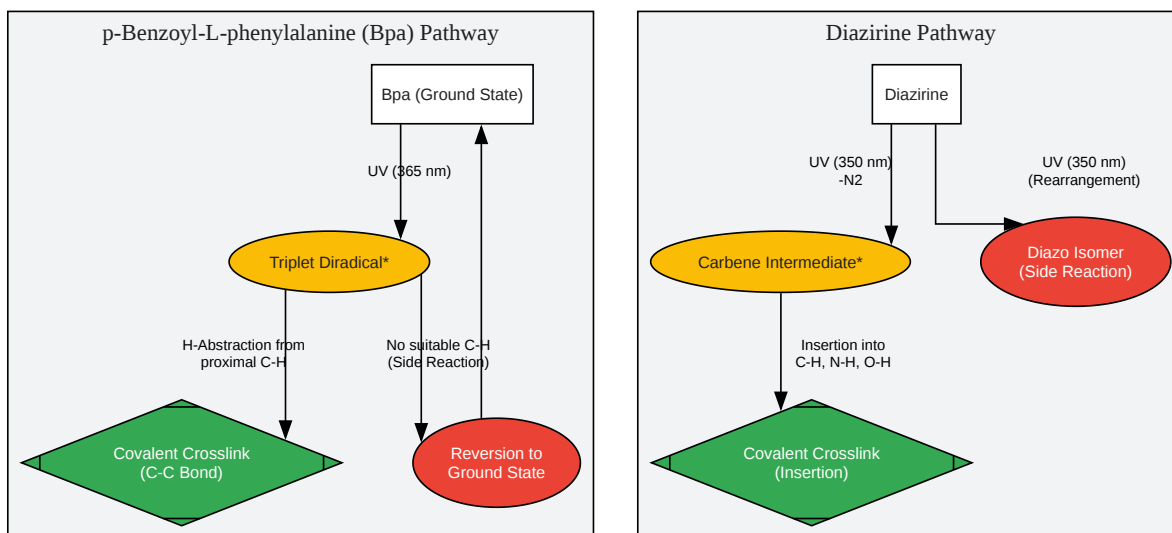 p-Benzoyl-L-phenylalanine (Bpa) Pathway
Bpa (Ground State)
UV (365 nm)
Triplet Diradical*
H-Abstraction from
proximal C-H
No suitable C-H
(Side Reaction)
Covalent Crosslink
(C-C Bond)
Reversion to
Ground State
Diazirine Pathway
Diazirine
UV (350 nm)
-N2
UV (350 nm)
(Rearrangement)
Carbene Intermediate*
Diazo Isomer
(Side Reaction)
Insertion into
C-H, N-H, O-H
Covalent Crosslink
(Insertion)